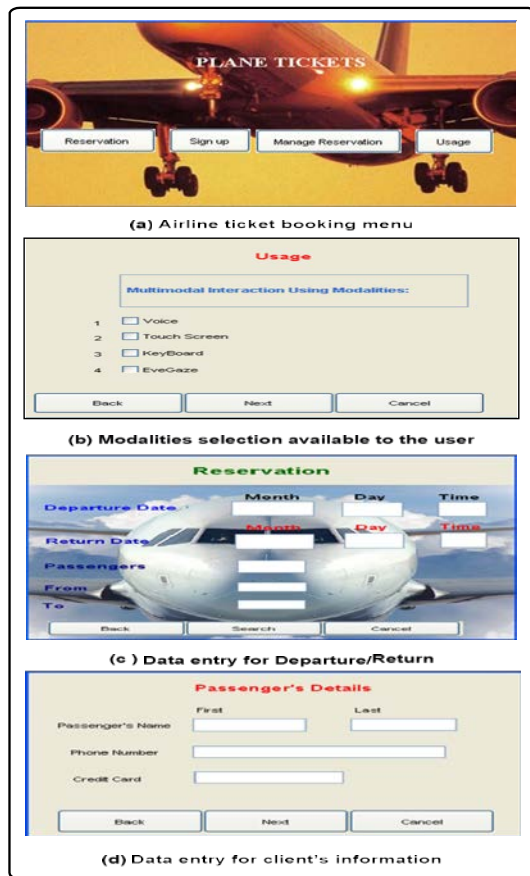 PLANE TICKETS
Reservation Sign up Manage Reservation Usage
(a) Airline ticket booking menu
Usage
Multimodal Interaction Using Modalities:
1 Voice
2 Touch Screen
3 KeyBoard
4 EyeGaze
Back Next Cancel
(b) Modalities selection available to the user
Reservation
Month Day Time
Departure Date
Month Day Time
Return Date
Passengers
From
To
Back Search Cancel
(c ) Data entry for Departure/Return
Passenger's Details
First Last
Passenger's Name
Phone Number
Credit Card
Back Next Cancel
(d) Data entry for client's information